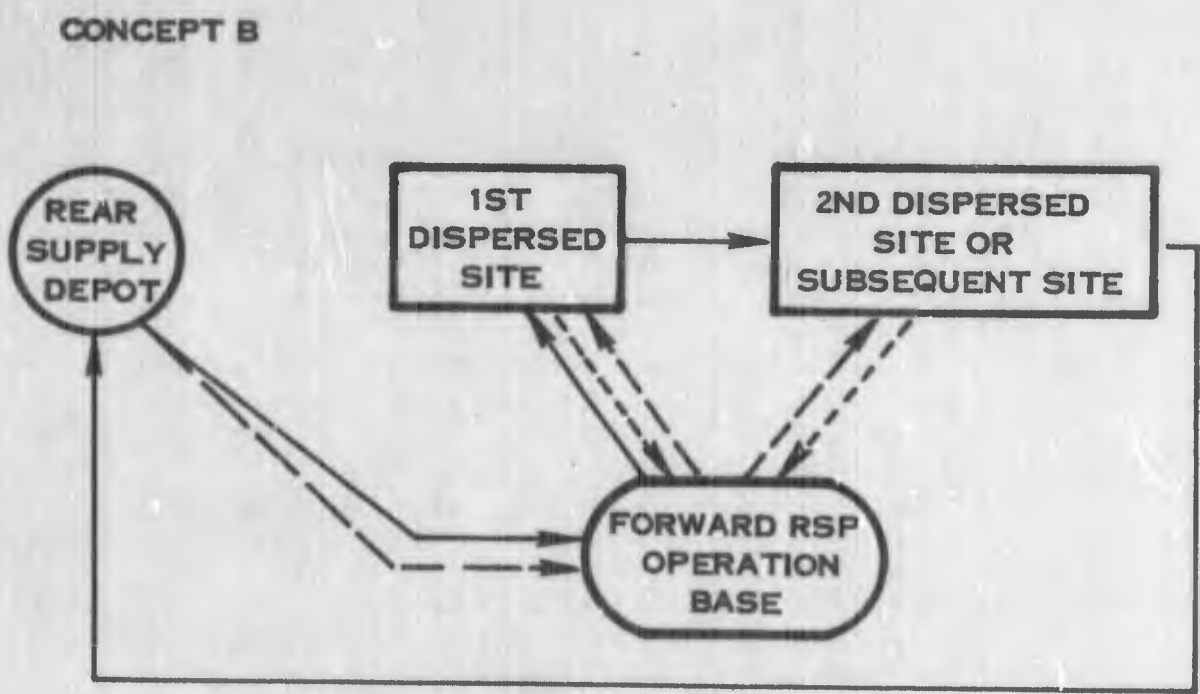 CONCEPT B
REAR
SUPPLY
DEPOT
1ST
DISPERSED
SITE
2ND DISPERSED
SITE OR
SUBSEQUENT SITE
FORWARD RSP
OPERATION
BASE